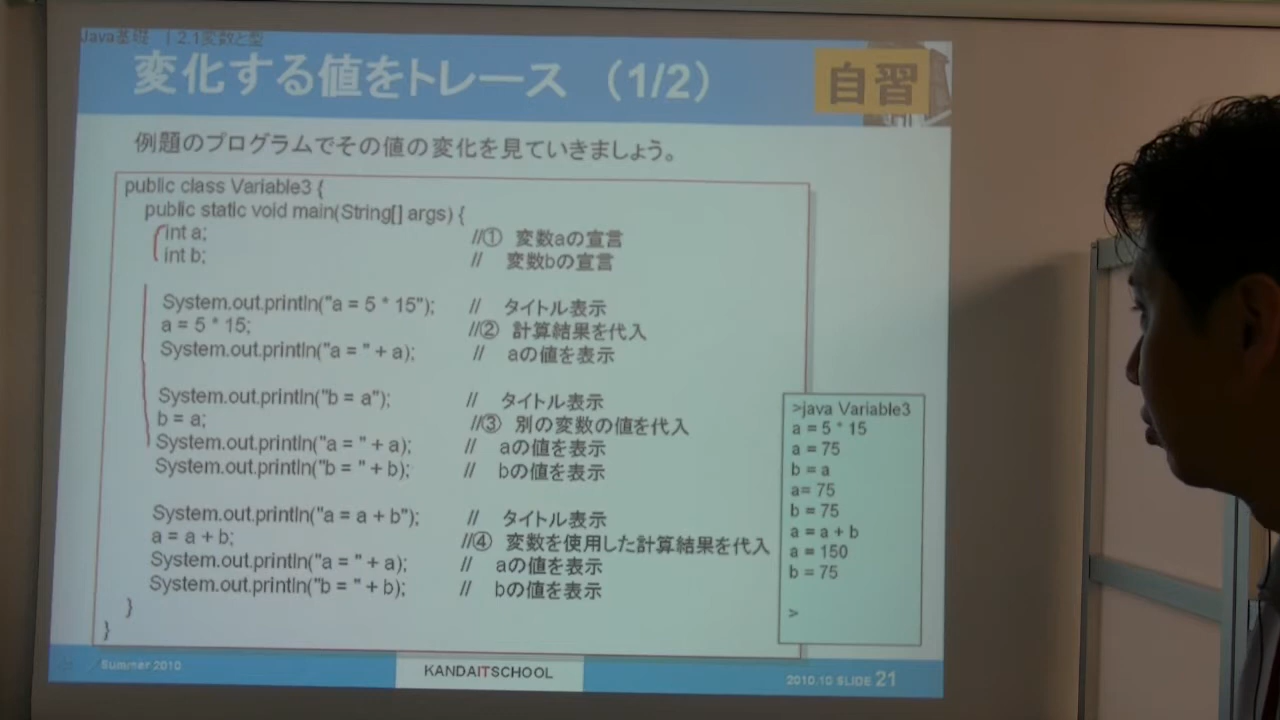 Java基礎 | 2.1変数と型
変化する値をトレース （1/2）
自習
例題のプログラムでその値の変化を見ていきましょう。
public class Variable3 {
public static void main(String[] args) {
int a; //① 変数aの宣言
int b; // 変数bの宣言
System.out.println("a = 5 * 15"); // タイトル表示
a = 5 * 15; //② 計算結果を代入
System.out.println("a = " + a); // aの値を表示
System.out.println("b = a"); // タイトル表示
b = a; //③ 別の変数の値を代入
System.out.println("a = " + a); // aの値を表示
System.out.println("b = " + b); // bの値を表示
System.out.println("a = a + b"); // タイトル表示
a = a + b; //④ 変数を使用した計算結果を代入
System.out.println("a = " + a); // aの値を表示
System.out.println("b = " + b); // bの値を表示
}
}
>java Variable3
a = 5 * 15
a = 75
b = a
a= 75
b = 75
a = a + b
a = 150
b = 75
>
Summer 2010
KANDAITSCHOOL
2010.10 SLIDE 21